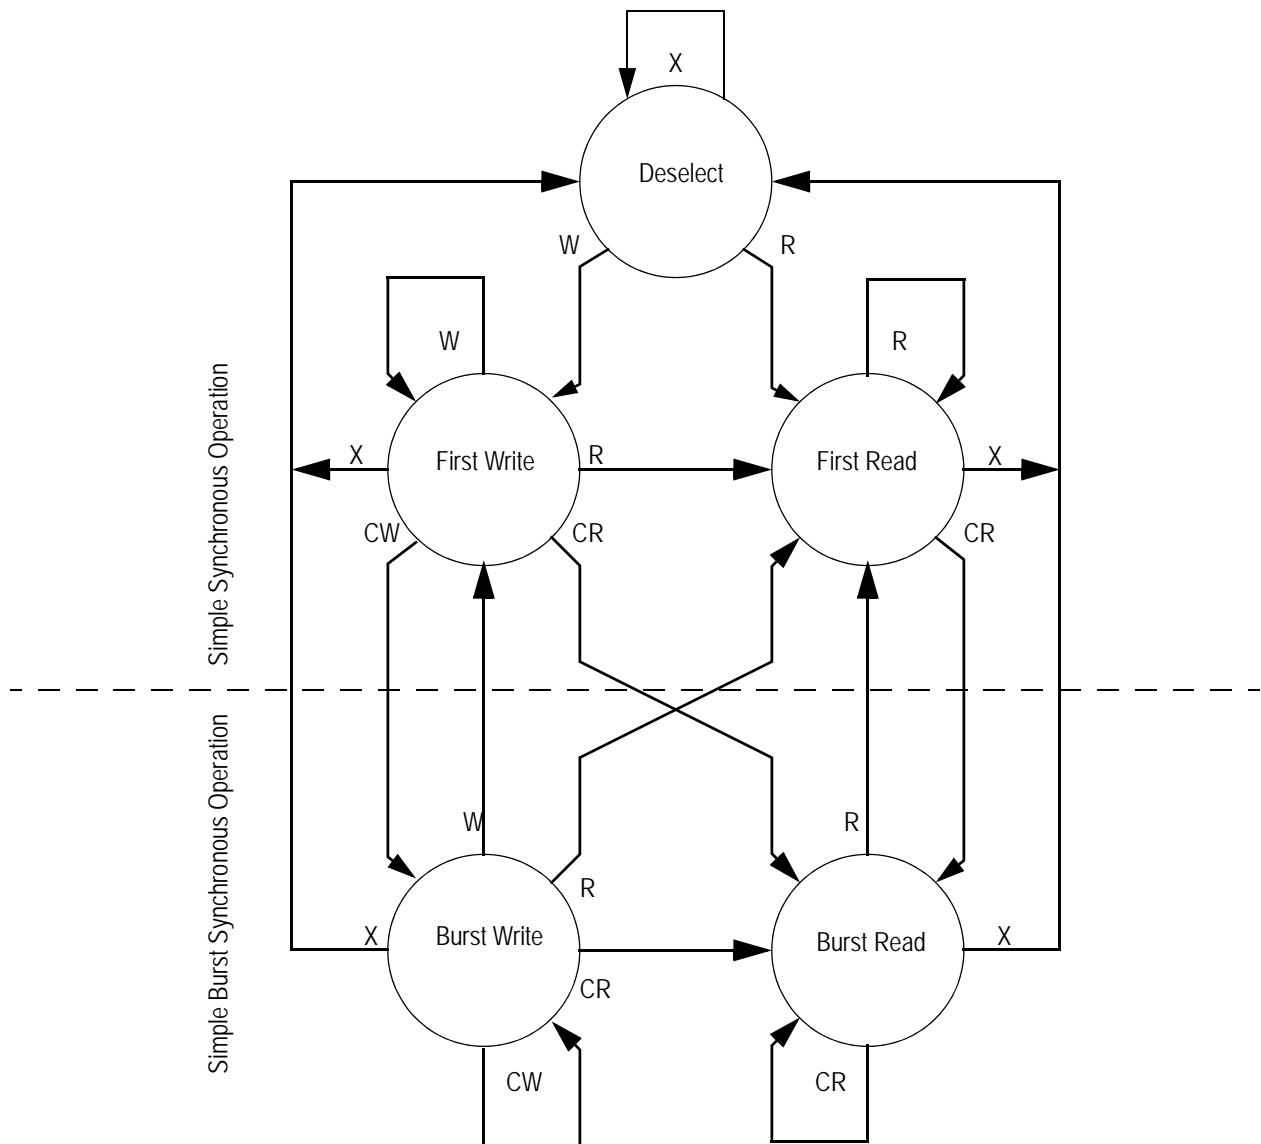 X
Deselect
W
R
W
R
X
First Write
R
First Read
X
CW
CR
CR
Simple Synchronous Operation
W
R
R
X
Burst Write
Burst Read
X
CR
Simple Burst Synchronous Operation
CW
CR